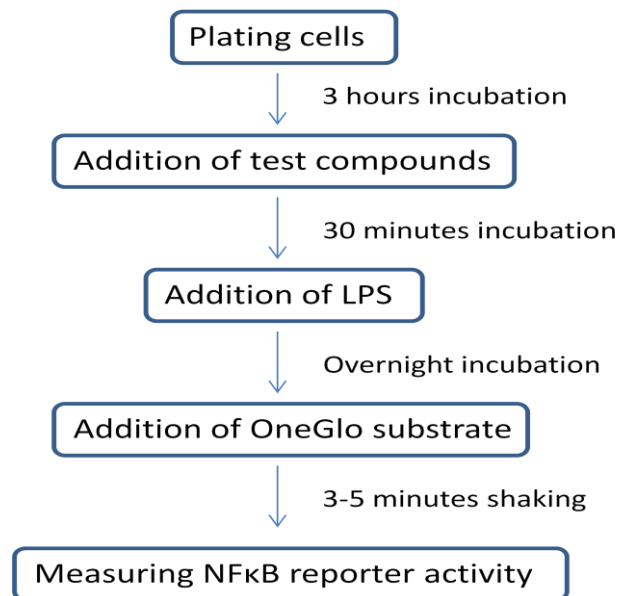 Plating cells
3 hours incubation
Addition of test compounds
30 minutes incubation
Addition of LPS
Overnight incubation
Addition of OneGlo substrate
3-5 minutes shaking
Measuring NFκB reporter activity